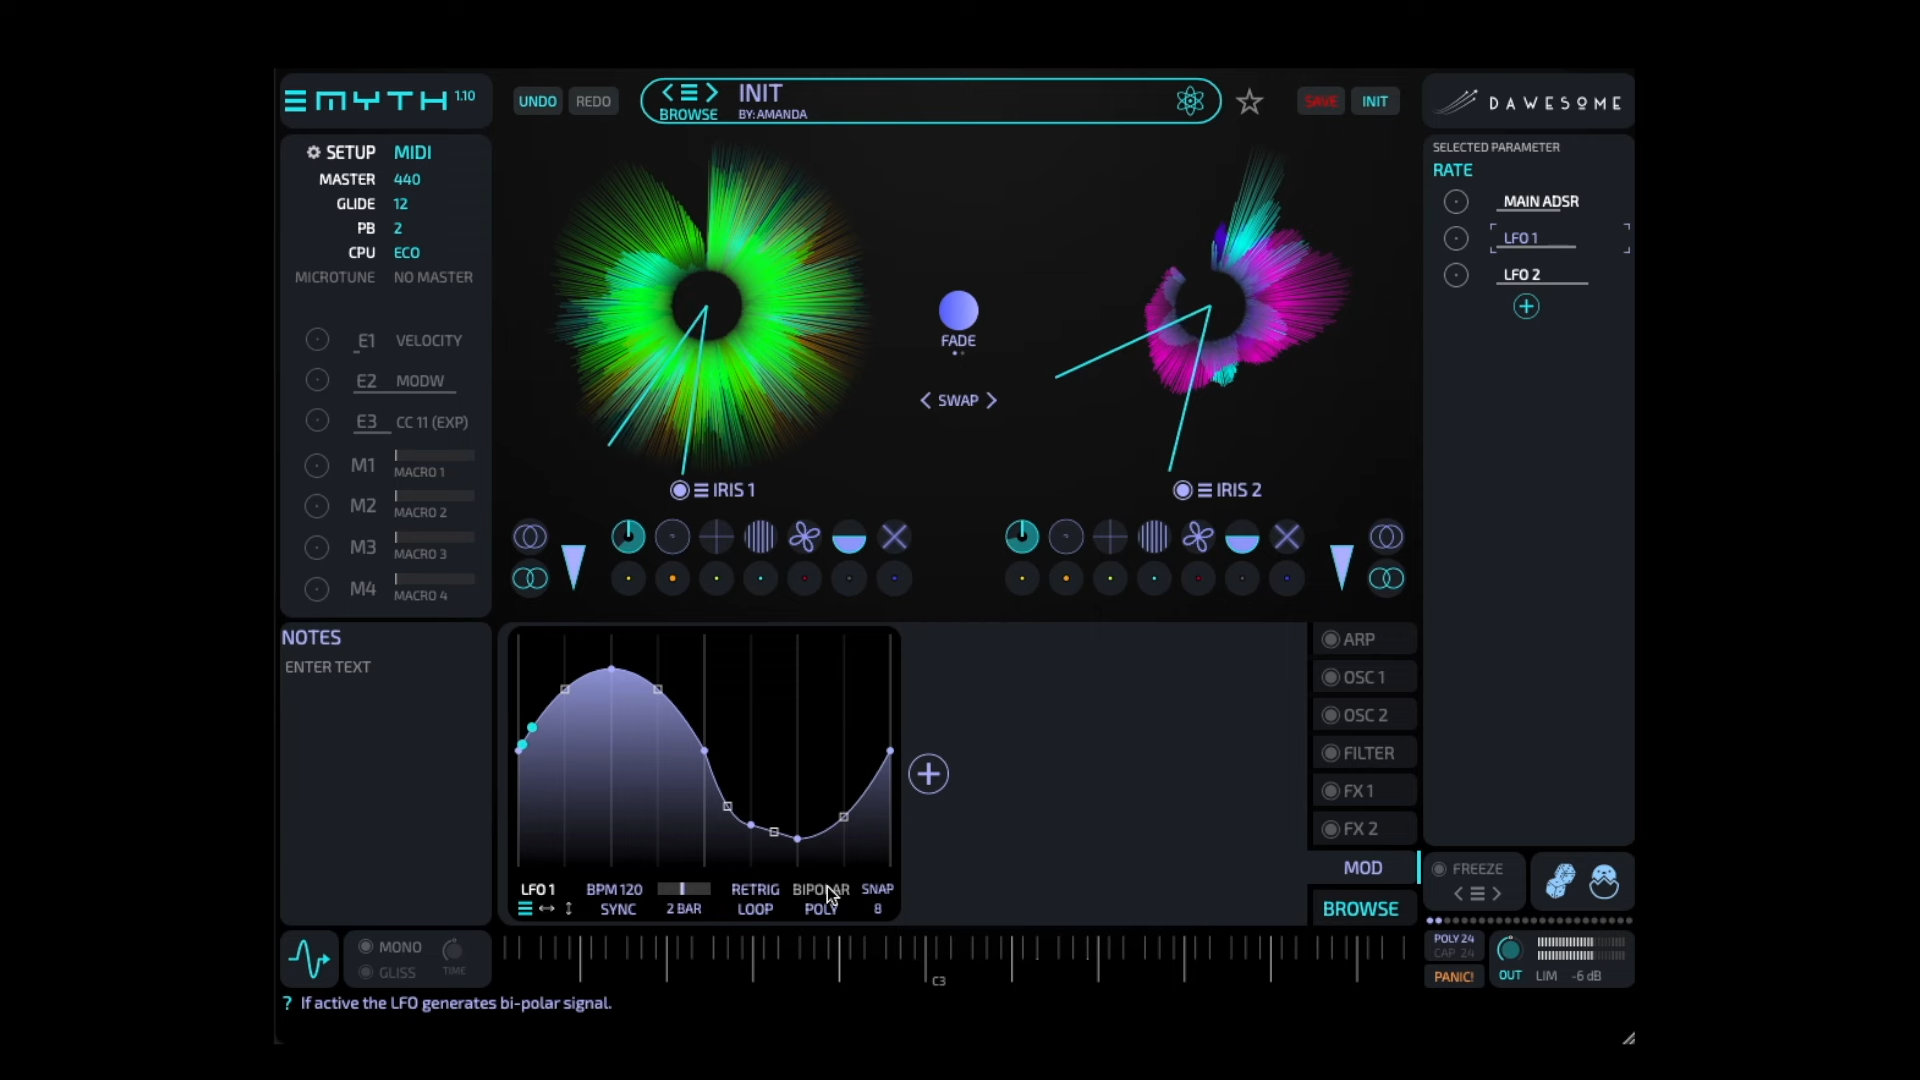 MYTH 1.10
UNDO
REDO
BROWSE
INIT
BY: AMANDA
SAVE
INIT
DAWESOME
SETUP MIDI
MASTER 440
GLIDE 12
PB 2
CPU ECO
MICROTUNE NO MASTER
E1 VELOCITY
E2 MODW
E3 CC 11 (EXP)
M1 MACRO 1
M2 MACRO 2
M3 MACRO 3
M4 MACRO 4
FADE
SWAP
IRIS 1
IRIS 2
SELECTED PARAMETER
RATE
MAIN ADSR
LFO 1
LFO 2
NOTES
ENTER TEXT
LFO 1 BPM 120 RETRIG BIPOLAR SNAP
SYNC 2 BAR LOOP POLY 8
ARP
OSC 1
OSC 2
FILTER
FX 1
FX 2
MOD
BROWSE
FREEZE
MONO
GLISS
TIME
C3
POLY 24
CAP 24
PANIC!
OUT LIM -6 dB
? If active the LFO generates bi-polar signal.